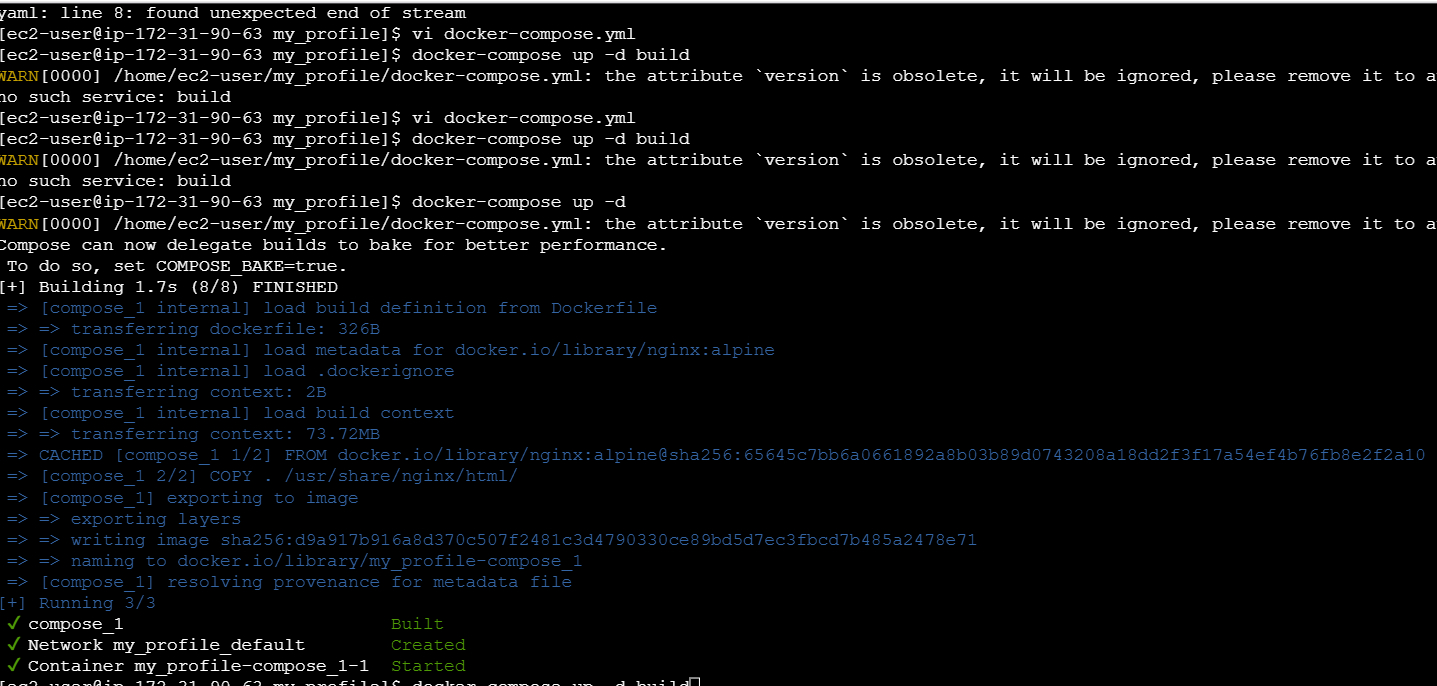 yaml: line 8: found unexpected end of stream
[ec2-user@ip-172-31-90-63 my_profile]$ vi docker-compose.yml
[ec2-user@ip-172-31-90-63 my_profile]$ docker-compose up -d build
WARN[0000] /home/ec2-user/my_profile/docker-compose.yml: the attribute `version` is obsolete, it will be ignored, please remove it to
no such service: build
[ec2-user@ip-172-31-90-63 my_profile]$ vi docker-compose.yml
[ec2-user@ip-172-31-90-63 my_profile]$ docker-compose up -d build
WARN[0000] /home/ec2-user/my_profile/docker-compose.yml: the attribute `version` is obsolete, it will be ignored, please remove it to
no such service: build
[ec2-user@ip-172-31-90-63 my_profile]$ docker-compose up -d
WARN[0000] /home/ec2-user/my_profile/docker-compose.yml: the attribute `version` is obsolete, it will be ignored, please remove it to
Compose can now delegate builds to bake for better performance.
 To do so, set COMPOSE_BAKE=true.
[+] Building 1.7s (8/8) FINISHED
 => [compose_1 internal] load build definition from Dockerfile
 => => transferring dockerfile: 326B
 => [compose_1 internal] load metadata for docker.io/library/nginx:alpine
 => [compose_1 internal] load .dockerignore
 => => transferring context: 2B
 => [compose_1 internal] load build context
 => => transferring context: 73.72MB
 => CACHED [compose_1 1/2] FROM docker.io/library/nginx:alpine@sha256:65645c7bb6a0661892a8b03b89d0743208a18dd2f3f17a54ef4b76fb8e2f2a10
 => [compose_1 2/2] COPY . /usr/share/nginx/html/
 => [compose_1] exporting to image
 => => exporting layers
 => => writing image sha256:d9a917b916a8d370c507f2481c3d4790330ce89bd5d7ec3fbcd7b485a2478e71
 => => naming to docker.io/library/my_profile-compose_1
 => [compose_1] resolving provenance for metadata file
[+] Running 3/3
 ✔ compose_1 Built
 ✔ Network my_profile_default Created
 ✔ Container my_profile-compose_1-1 Started
[ec2-user@ip-172-31-90-63 my_profile]$ docker-compose up -d build